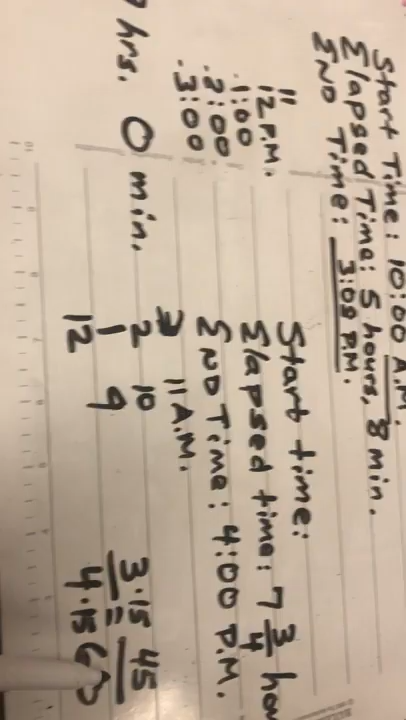 Start Time: 10:00 A.M.
Elapsed Time: 5 hours, 8 min.
END Time: 3:08 P.M.
11
12 P.M.
.1:00
.2:00
.3:00
hrs. 0 min.
Start time:
Elapsed time: 7 3/4
END Time: 4:00 P.M.
11 A.M.
2 10
1 9
12
3:15 45
4:15